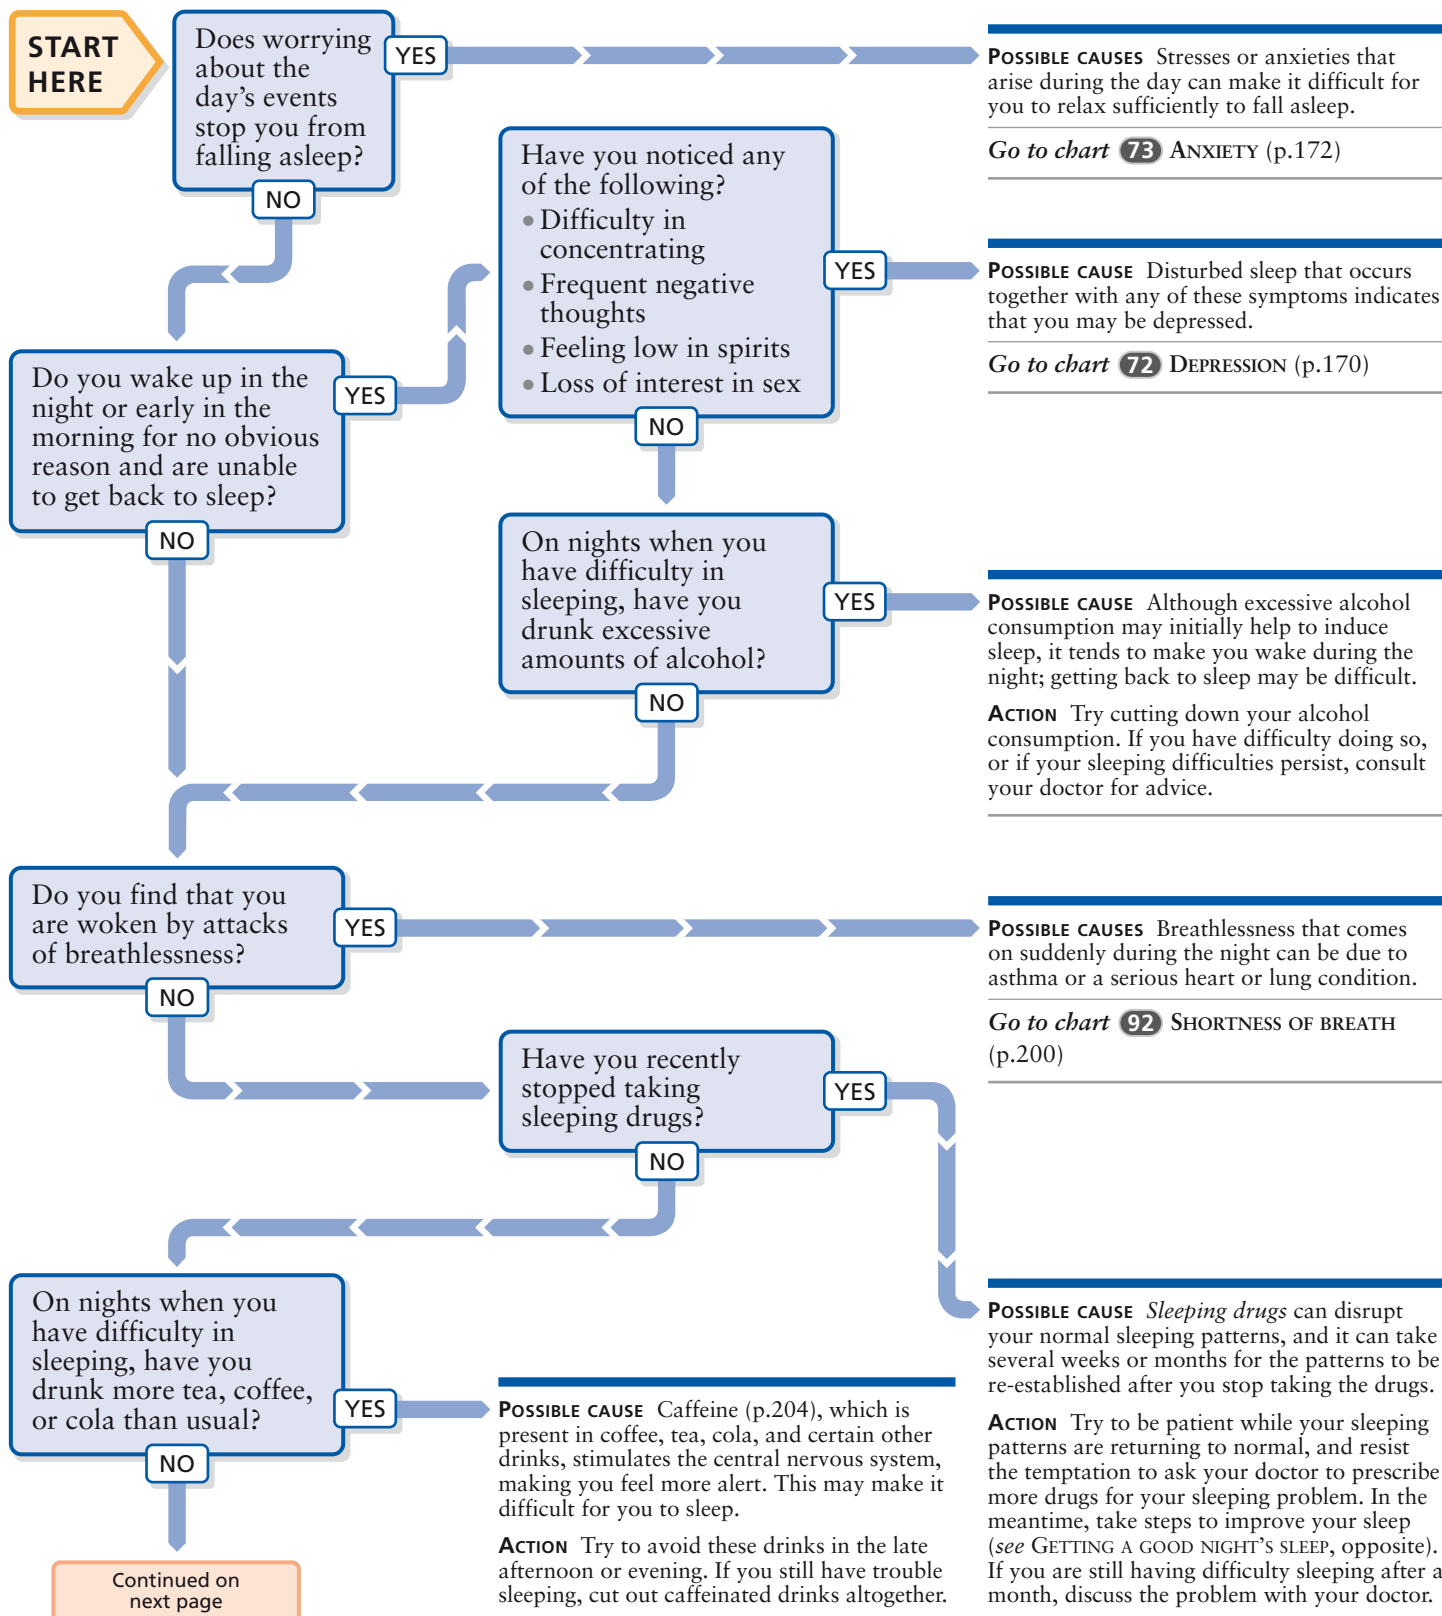 START
HERE
Does worrying
about the
day's events
stop you from
falling asleep?
YES
NO
POSSIBLE CAUSES Stresses or anxieties that
arise during the day can make it difficult for
you to relax sufficiently to fall asleep.
Go to chart 73 ANXIETY (p.172)
Have you noticed any
of the following?
• Difficulty in
concentrating
• Frequent negative
thoughts
• Feeling low in spirits
• Loss of interest in sex
YES
NO
POSSIBLE CAUSE Disturbed sleep that occurs
together with any of these symptoms indicates
that you may be depressed.
Go to chart 72 DEPRESSION (p.170)
Do you wake up in the
night or early in the
morning for no obvious
reason and are unable
to get back to sleep?
YES
NO
On nights when you
have difficulty in
sleeping, have you
drunk excessive
amounts of alcohol?
YES
NO
POSSIBLE CAUSE Although excessive alcohol
consumption may initially help to induce
sleep, it tends to make you wake during the
night; getting back to sleep may be difficult.
ACTION Try cutting down your alcohol
consumption. If you have difficulty doing so,
or if your sleeping difficulties persist, consult
your doctor for advice.
Do you find that you
are woken by attacks
of breathlessness?
YES
NO
POSSIBLE CAUSES Breathlessness that comes
on suddenly during the night can be due to
asthma or a serious heart or lung condition.
Go to chart 92 SHORTNESS OF BREATH
(p.200)
Have you recently
stopped taking
sleeping drugs?
YES
NO
POSSIBLE CAUSE Sleeping drugs can disrupt
your normal sleeping patterns, and it can take
several weeks or months for the patterns to be
re-established after you stop taking the drugs.
ACTION Try to be patient while your sleeping
patterns are returning to normal, and resist
the temptation to ask your doctor to prescribe
more drugs for your sleeping problem. In the
meantime, take steps to improve your sleep
(see GETTING A GOOD NIGHT'S SLEEP, opposite).
If you are still having difficulty sleeping after a
month, discuss the problem with your doctor.
On nights when you
have difficulty in
sleeping, have you
drunk more tea, coffee,
or cola than usual?
YES
NO
POSSIBLE CAUSE Caffeine (p.204), which is
present in coffee, tea, cola, and certain other
drinks, stimulates the central nervous system,
making you feel more alert. This may make it
difficult for you to sleep.
ACTION Try to avoid these drinks in the late
afternoon or evening. If you still have trouble
sleeping, cut out caffeinated drinks altogether.
Continued on
next page